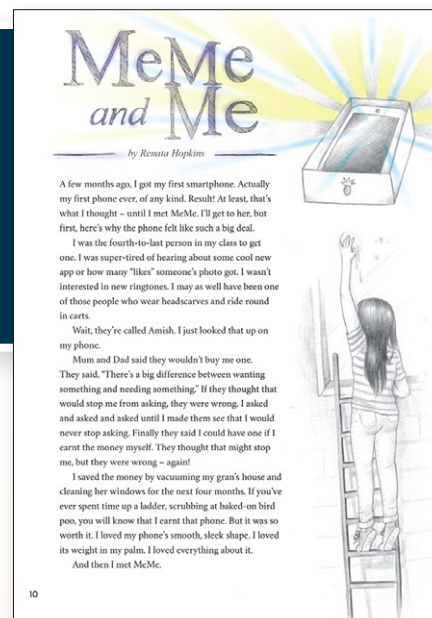 MeMe
and Me
by Renata Hopkins
A few months ago, I got my first smartphone. Actually
my first phone ever, of any kind. Result! At least, that's
what I thought – until I met MeMe. I'll get to her, but
first, here's why the phone felt like such a big deal.
I was the fourth-to-last person in my class to get
one. I was super-tired of hearing about some cool new
app or how many "likes" someone's photo got. I wasn't
interested in new ringtones. I may as well have been one
of those people who wear headscarves and ride round
in carts.
Wait, they're called Amish. I just looked that up on
my phone.
Mum and Dad said they wouldn't buy me one.
They said, "There's a big difference between wanting
something and needing something." If they thought that
would stop me from asking, they were wrong. I asked
and asked and asked until I made them see that I would
never stop asking. Finally they said I could have one if I
earnt the money myself. They thought that might stop
me, but they were wrong – again!
I saved the money by vacuuming my gran's house and
cleaning her windows for the next four months. If you've
ever spent time up a ladder, scrubbing at baked-on bird
poo, you will know that I earnt that phone. But it was so
worth it. I loved my phone's smooth, sleek shape. I loved
its weight in my palm. I loved everything about it.
And then I met MeMe.
10